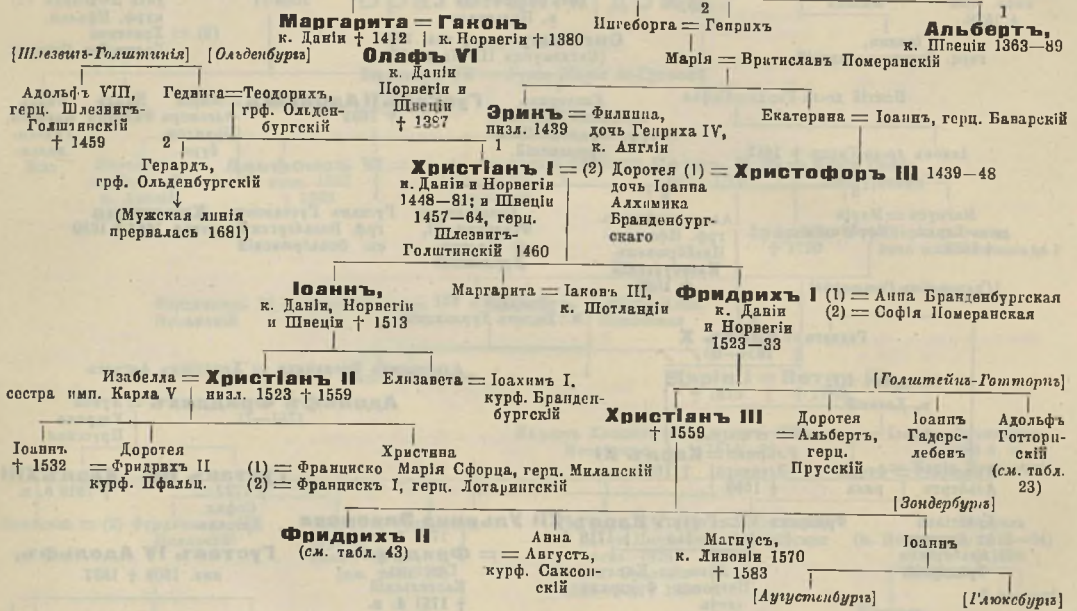 1
2
Маргарита = Гаконъ
к. Даніи † 1412 | к. Норвегіи † 1380
Ингеборга = Генрихъ
Альбертъ,
к. Швеціи 1363—89
[Шлезвигъ-Голштинія] [Ольденбургъ]
Олафъ VI
к. Даніи
Норвегіи и
Швеціи
† 1387
Марія = Вратиславъ Померанскій
Адольфъ VIII,
герц. Шлезвигъ-
Голштинскій
† 1459
Гедвига=Теодорихъ,
грф. Ольден-
бургскій
Эрикъ = Филиппа,
низл. 1439 дочь Генриха IV,
к. Англіи
Екатерина = Іоаннъ, герц. Баварскій
2
1
Герардъ,
грф. Ольденбургскій
(Мужская линія
прервалась 1681)
Христіанъ I = (2) Доротея (1) = Христофоръ III 1439—48
к. Даніи и Норвегіи
1448—81; и Швеціи
1457—64, герц.
Шлезвигъ-
Голштинскій 1460
дочь Іоанна
Алхимика
Бранденбург-
скаго
Іоаннъ,
к. Даніи, Норвегіи
и Швеціи † 1513
Маргарита = Іаковъ III,
к. Шотландіи
Фридрихъ I (1) = Анна Бранденбургская
(2) = Софія Померанская
к. Даніи
и Норвегіи
1523—33
Изабелла = Христіанъ II
сестра имп. Карла V низл. 1523 † 1559
Елизавета = Іоахимъ I.
курф. Бранден-
бургскій
[Голштейнъ-Готторпъ]
Христіанъ III
† 1559
Доротея
= Альбертъ,
герц.
Прусскій
Іоаннъ
Гадерс-
лебенъ
Адольфъ
Готторп-
скій
(см. табл.
23)
Іоаннъ
† 1532
Доротея
= Фридрихъ II
курф. Пфальц.
Христина
(1) = Франциско Марія Сфорца, герц. Миланскій
(2) = Францискъ I, герц. Лотарингскій
[Зондербургъ]
Фридрихъ II
(см. табл. 43)
Анна
= Августъ,
курф. Саксон-
скій
Магнусъ,
к. Ливоніи 1570
† 1583
Іоаннъ
[Аугустенбургъ]
[Глюксбургъ]